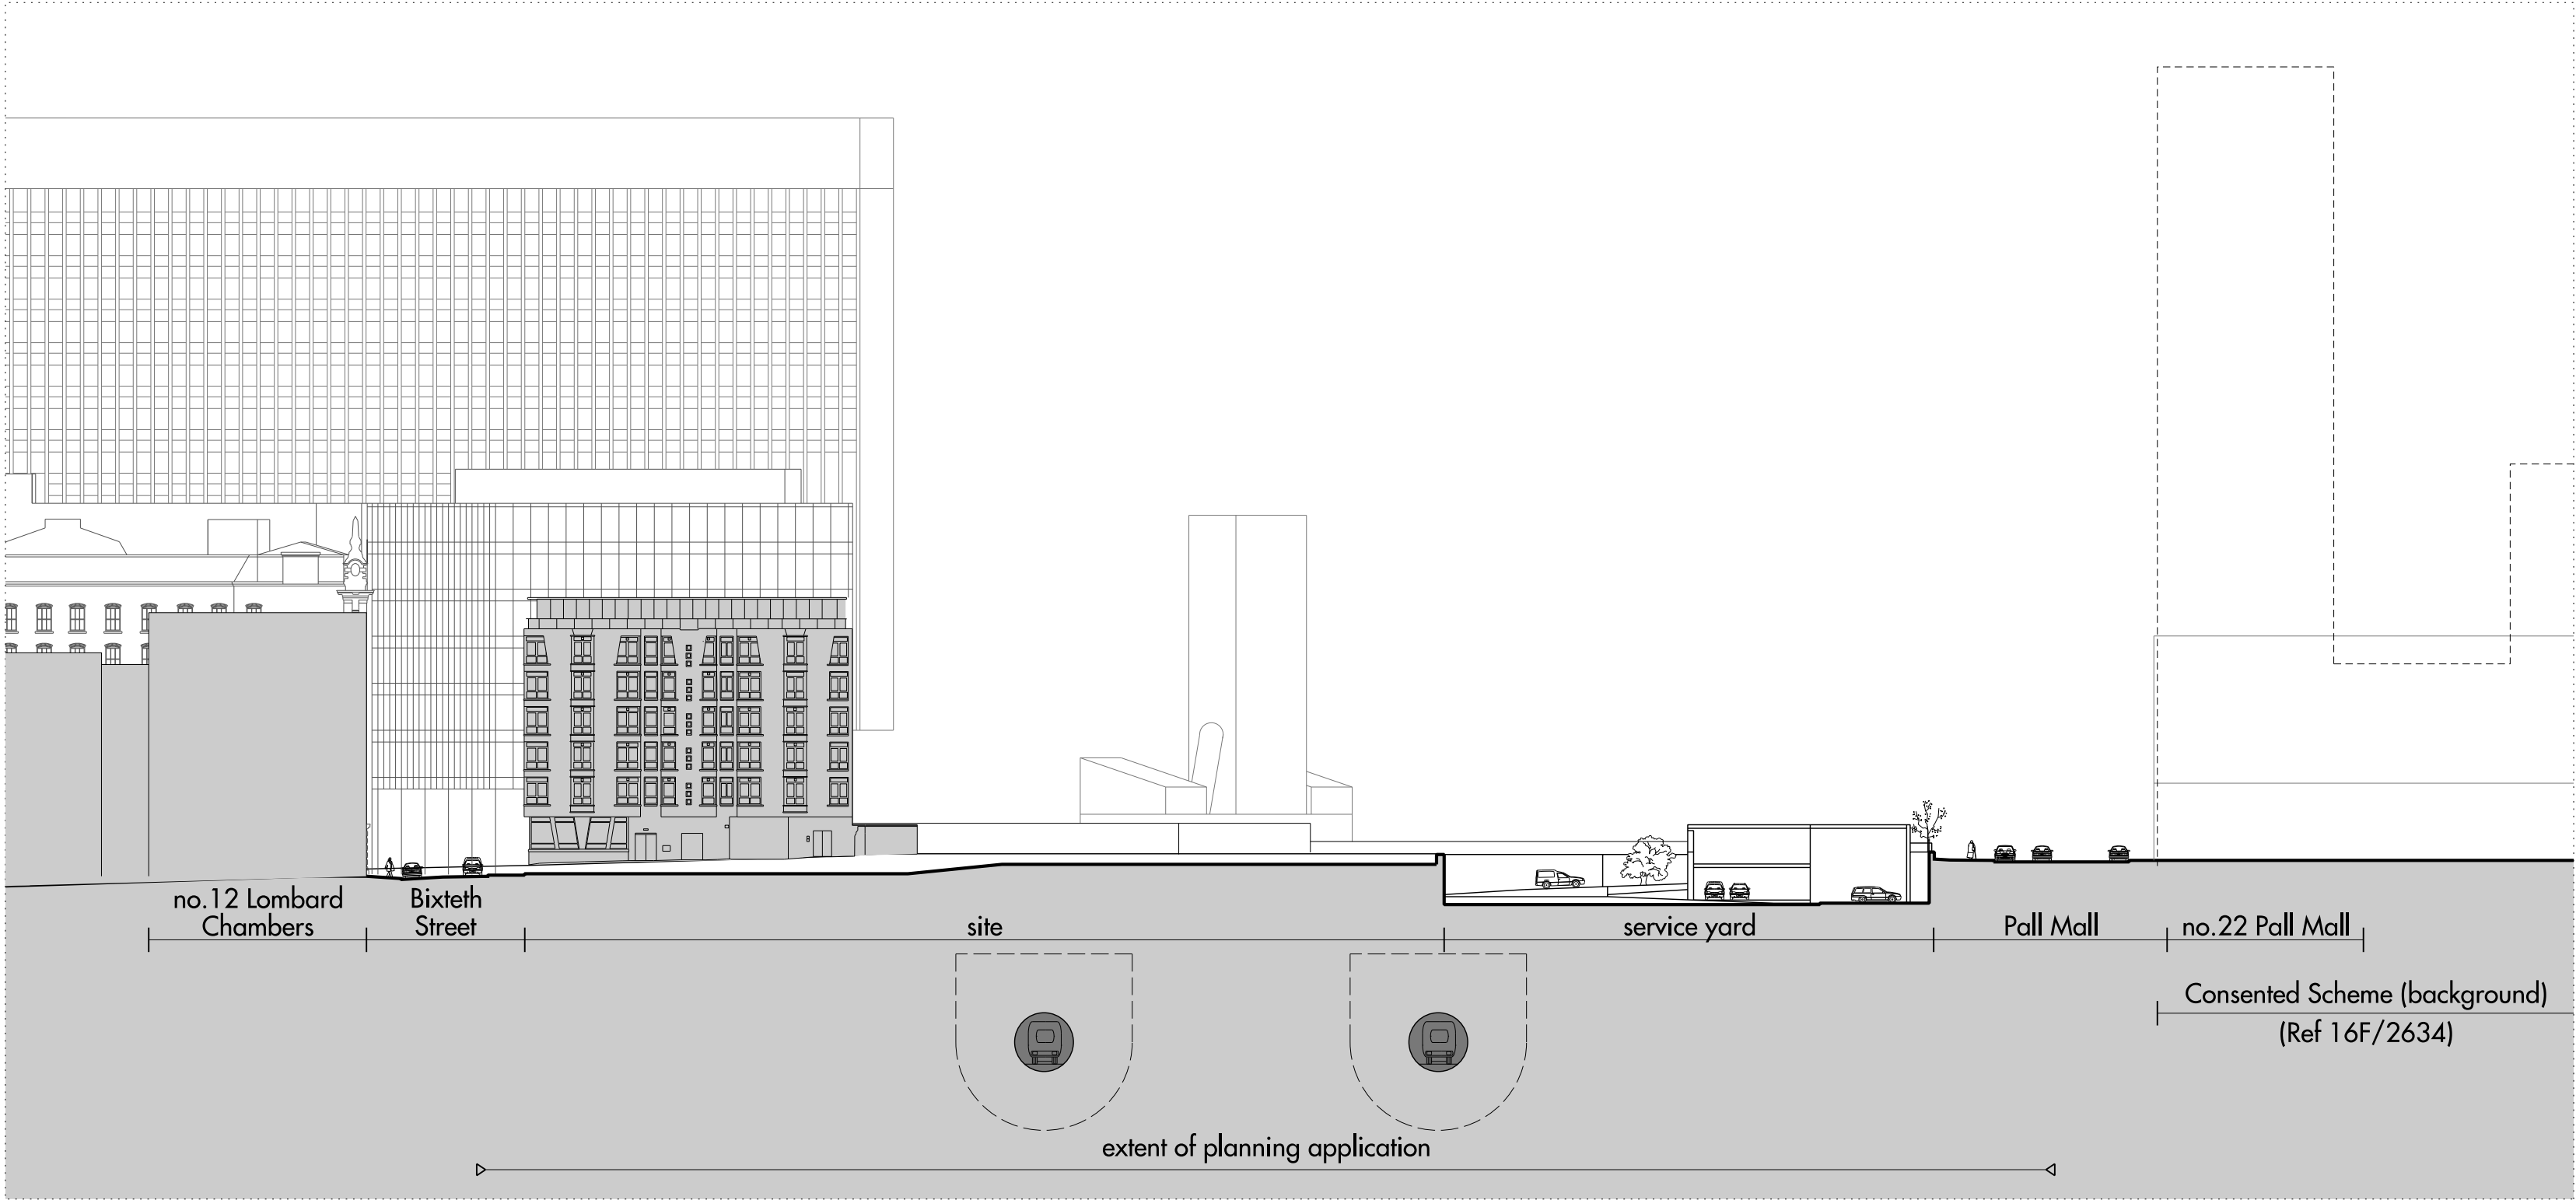 no.12 Lombard
Chambers
Bixteth
Street
site
service yard
Pall Mall
no.22 Pall Mall
Consented Scheme (background)
(Ref 16F/2634)
extent of planning application